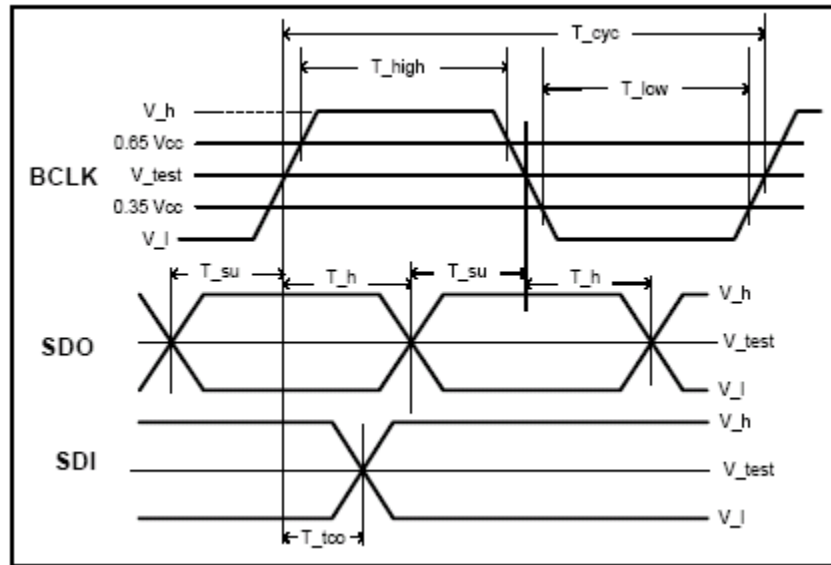 T_cyc
T_high
T_low
V_h
0.65 Vcc
BCLK
V_test
0.35 Vcc
V_l
T_su
T_h
T_su
T_h
V_h
SDO
V_test
V_l
V_h
SDI
V_test
V_l
T_tco